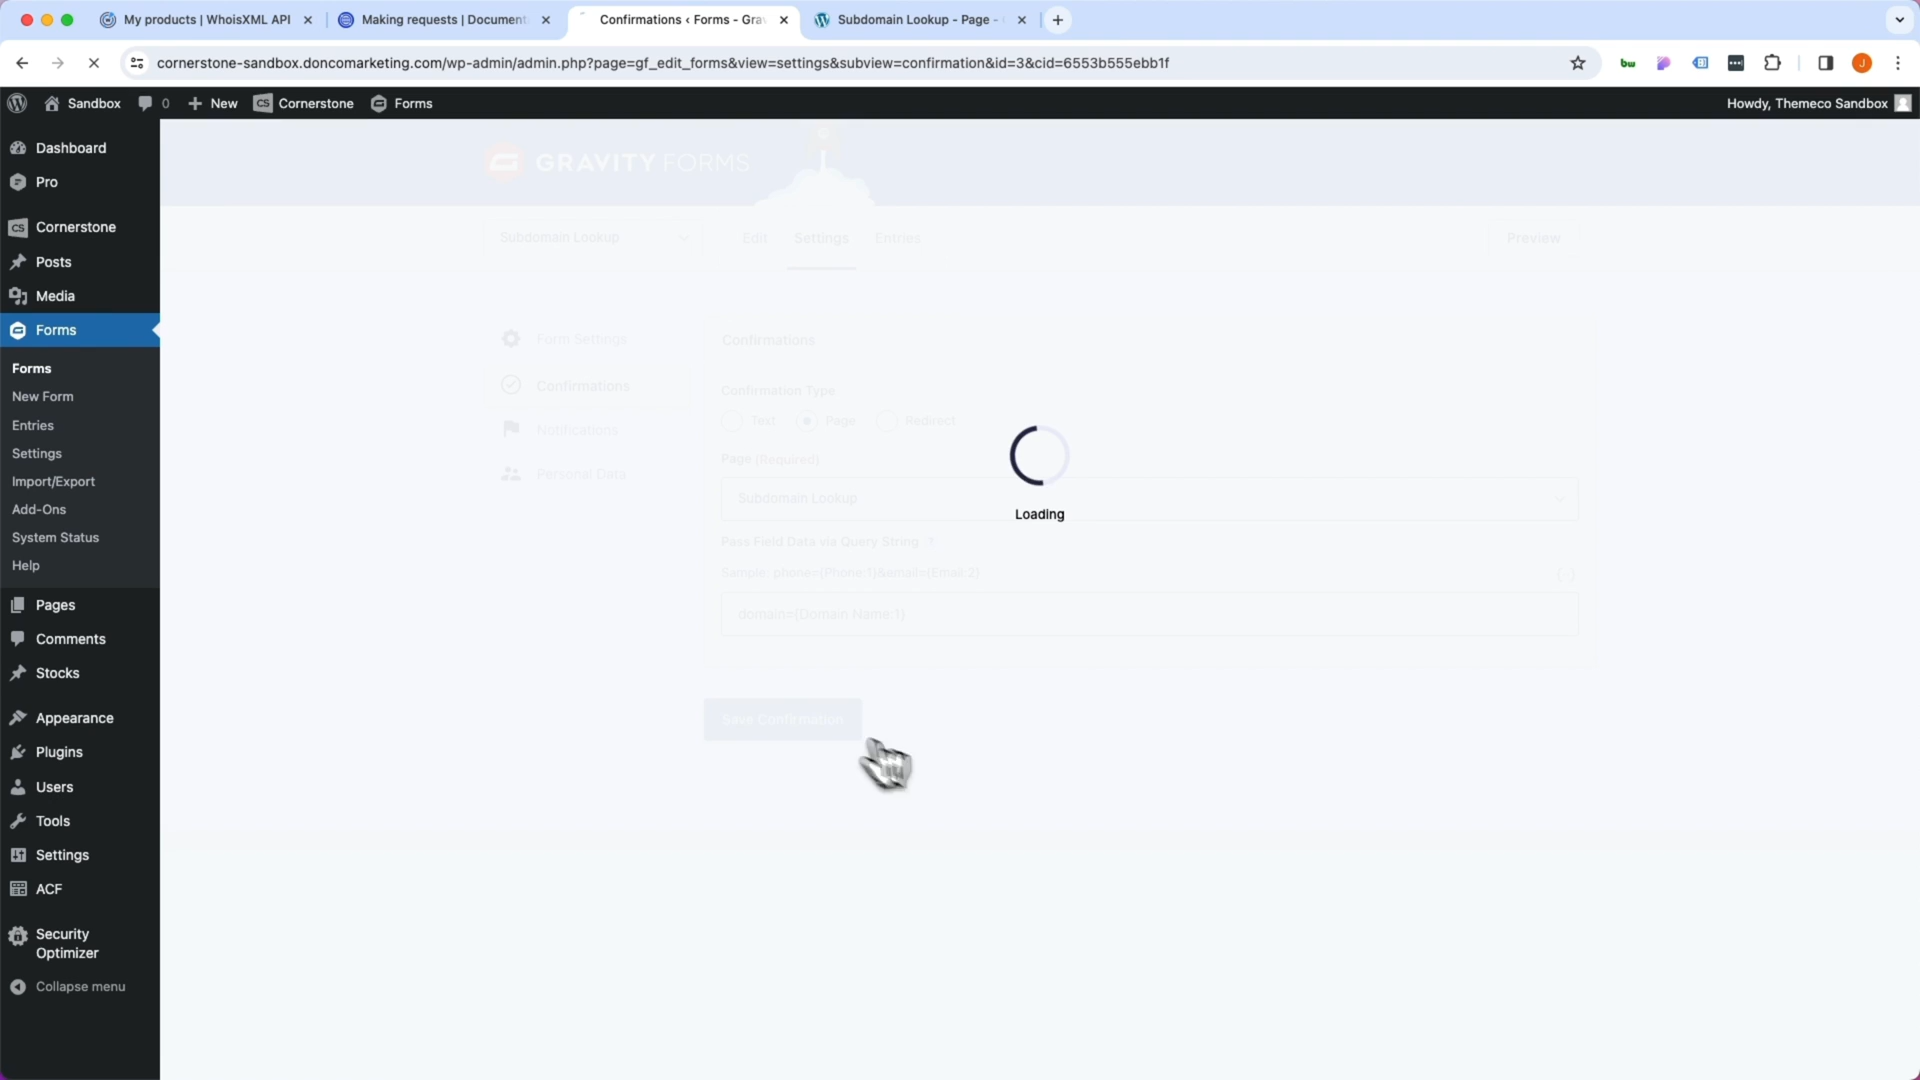 My products | WhoisXML API
Making requests | Document
Confirmations ‹ Forms - Gra
Subdomain Lookup - Page -
cornerstone-sandbox.doncomarketing.com/wp-admin/admin.php?page=gf_edit_forms&view=settings&subview=confirmation&id=3&cid=6553b555ebb1f
bw
J
Sandbox
0
New
CS
Cornerstone
Forms
Howdy, Themeco Sandbox
Dashboard
Pro
CS
Cornerstone
Posts
Media
Forms
Forms
New Form
Entries
Settings
Import/Export
Add-Ons
System Status
Help
Pages
Comments
Stocks
Appearance
Plugins
Users
Tools
Settings
ACF
Security
Optimizer
Collapse menu
GRAVITY FORMS
Subdomain Lookup
Edit
Settings
Entries
Preview
Form Settings
Confirmations
Notifications
Personal Data
Confirmations
Confirmation Type
Text
Page
Redirect
Page (Required)
Subdomain Lookup
Pass Field Data via Query String ?
Sample: phone={Phone:1}&email={Email:2}
domain={Domain Name:1}
Save Confirmation
Loading